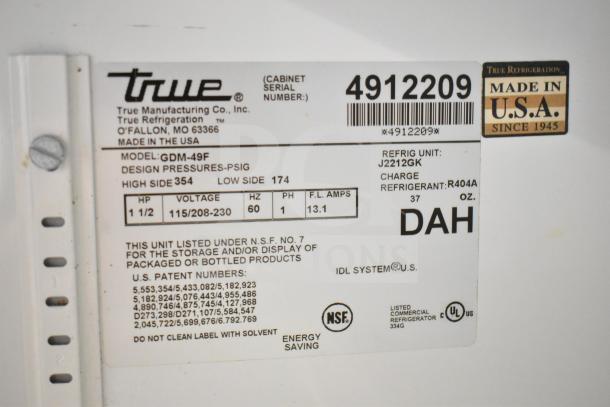 true ®
True Manufacturing Co., Inc.
True Refrigeration ™
O'FALLON, MO 63366
MADE IN THE USA
(CABINET
SERIAL
NUMBER:)
4912209
*4912209*
TRUE REFRIGERATION
MADE IN
U.S.A.
SINCE 1945
MODEL: GDM-49F
DESIGN PRESSURES-PSIG
HIGH SIDE 354 LOW SIDE 174
REFRIG UNIT:
J2212GK
CHARGE
REFRIGERANT: R404A
37 OZ.
HP VOLTAGE HZ PH F.L. AMPS
1 1/2 115/208-230 60 1 13.1
DAH
THIS UNIT LISTED UNDER N.S.F. NO. 7
FOR THE STORAGE AND/OR DISPLAY OF
PACKAGED OR BOTTLED PRODUCTS
IDL SYSTEM® U.S.
U.S. PATENT NUMBERS:
5,553,354/5,433,082/5,182,923
5,182,924/5,076,443/4,955,486
4,890,746/4,875,745/4,127,968
D273,298/D271,107/5,584,547
2,045,722/5,699,676/6.792.769
DO NOT CLEAN LABEL WITH SOLVENT
ENERGY
SAVING
NSF®
LISTED
COMMERCIAL
REFRIGERATOR
334G
C UL US